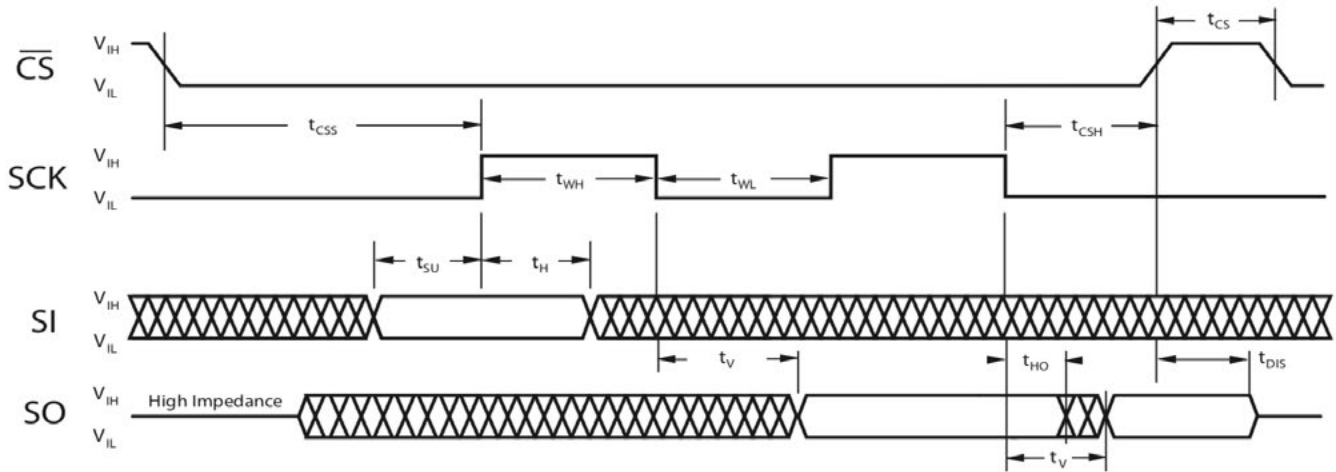 t_CS
V_IH
C̅S̅
V_IL
t_CSS
t_CSH
V_IH
SCK
t_WH
t_WL
V_IL
t_SU
t_H
V_IH
SI
V_IL
t_V
t_HO
t_DIS
V_IH
High Impedance
SO
V_IL
t_V